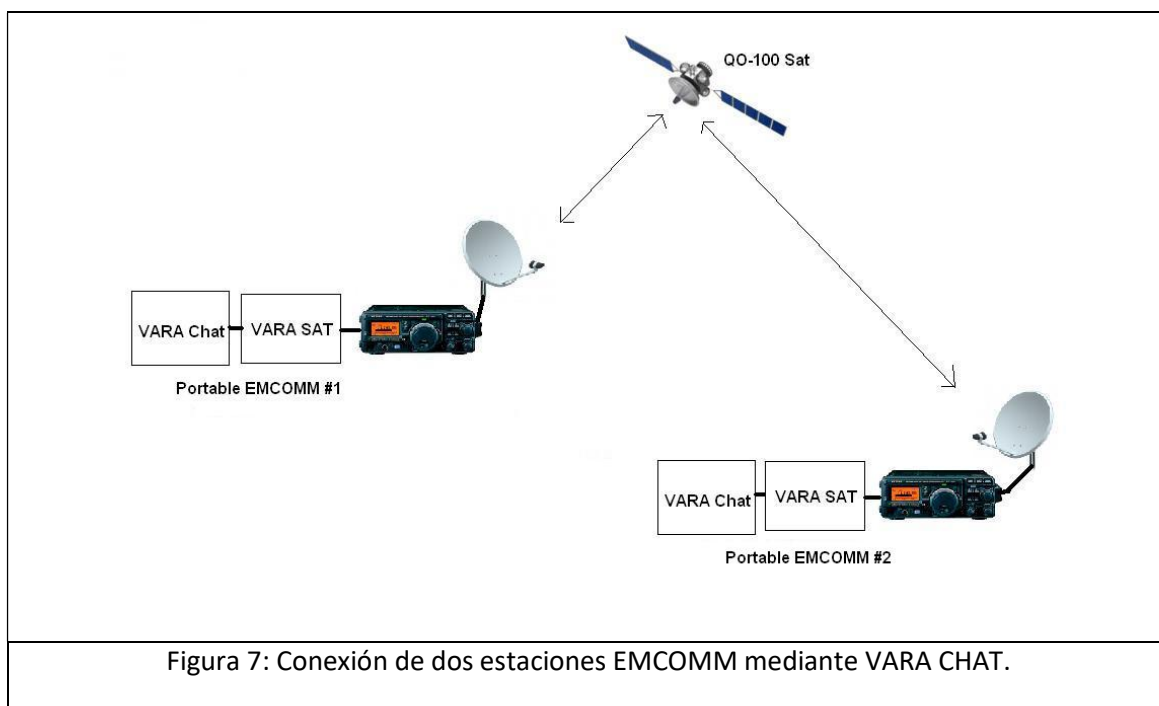 QO-100 Sat
VARA Chat
VARA SAT
Portable EMCOMM #1
VARA Chat
VARA SAT
Portable EMCOMM #2
Figura 7: Conexión de dos estaciones EMCOMM mediante VARA CHAT.